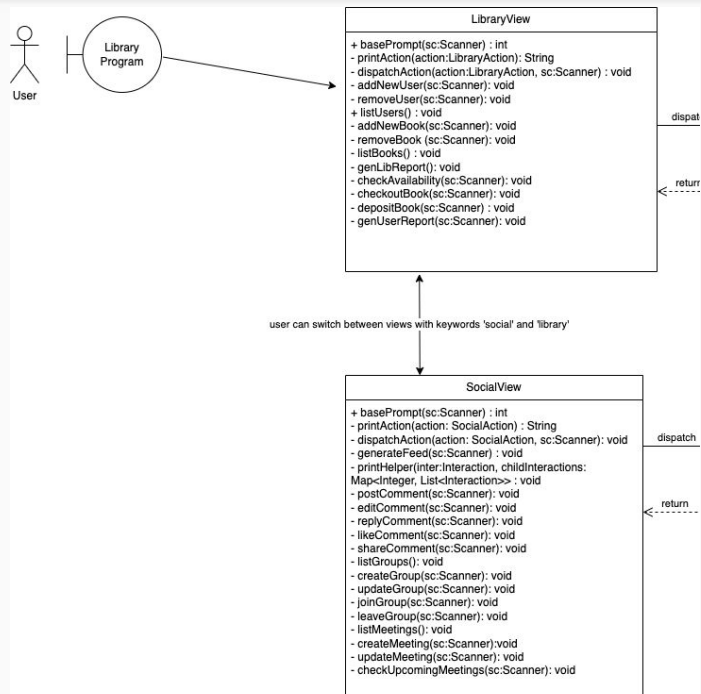 LibraryView
+ basePrompt(sc:Scanner) : int
- printAction(action:LibraryAction): String
- dispatchAction(action:LibraryAction, sc:Scanner) : void
- addNewUser(sc:Scanner): void
- removeUser(sc:Scanner): void
+ listUsers() : void
- addNewBook(sc:Scanner): void
- removeBook (sc:Scanner): void
- listBooks() : void
- genLibReport(): void
- checkAvailability(sc:Scanner): void
- checkoutBook(sc:Scanner): void
- depositBook(sc:Scanner) : void
- genUserReport(sc:Scanner): void
Library
Program
User
dispat
return
user can switch between views with keywords 'social' and 'library'
SocialView
+ basePrompt(sc:Scanner) : int
- printAction(action: SocialAction) : String
- dispatchAction(action: SocialAction, sc:Scanner): void
- generateFeed(sc:Scanner) : void
- printHelper(inter:Interaction, childInteractions:
Map<Integer, List<Interaction>> : void
- postComment(sc:Scanner): void
- editComment(sc:Scanner): void
- replyComment(sc:Scanner): void
- likeComment(sc:Scanner): void
- shareComment(sc:Scanner): void
- listGroups(): void
- createGroup(sc:Scanner): void
- updateGroup(sc:Scanner): void
- joinGroup(sc:Scanner): void
- leaveGroup(sc:Scanner): void
- listMeetings(): void
- createMeeting(sc:Scanner):void
- updateMeeting(sc:Scanner): void
- checkUpcomingMeetings(sc:Scanner): void
dispatch
return